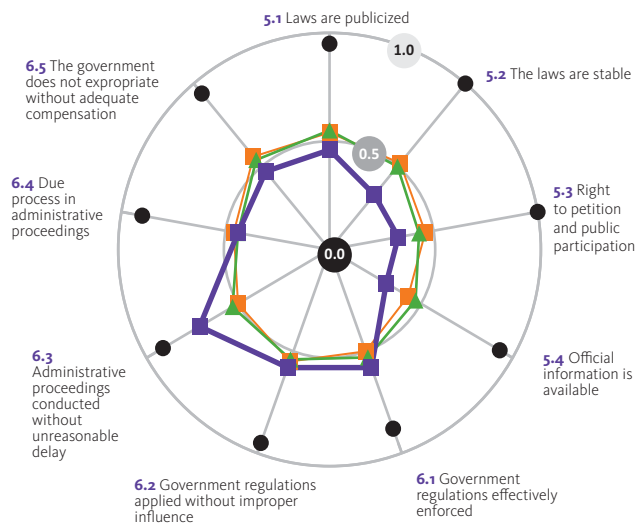 5.1 Laws are publicized
1.0
5.2 The laws are stable
0.5
5.3 Right
to petition
and public
participation
0.0
5.4 Official
information is
available
6.1 Government
regulations effectively
enforced
6.2 Government regulations
applied without improper
influence
6.3
Administrative
proceedings
conducted
without
unreasonable
delay
6.4 Due
process in
administrative
proceedings
6.5 The government
does not expropriate
without adequate
compensation